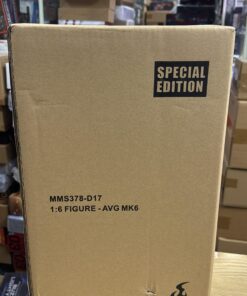 SPECIAL
EDITION
MMS378-D17
1:6 FIGURE - AVG MK6